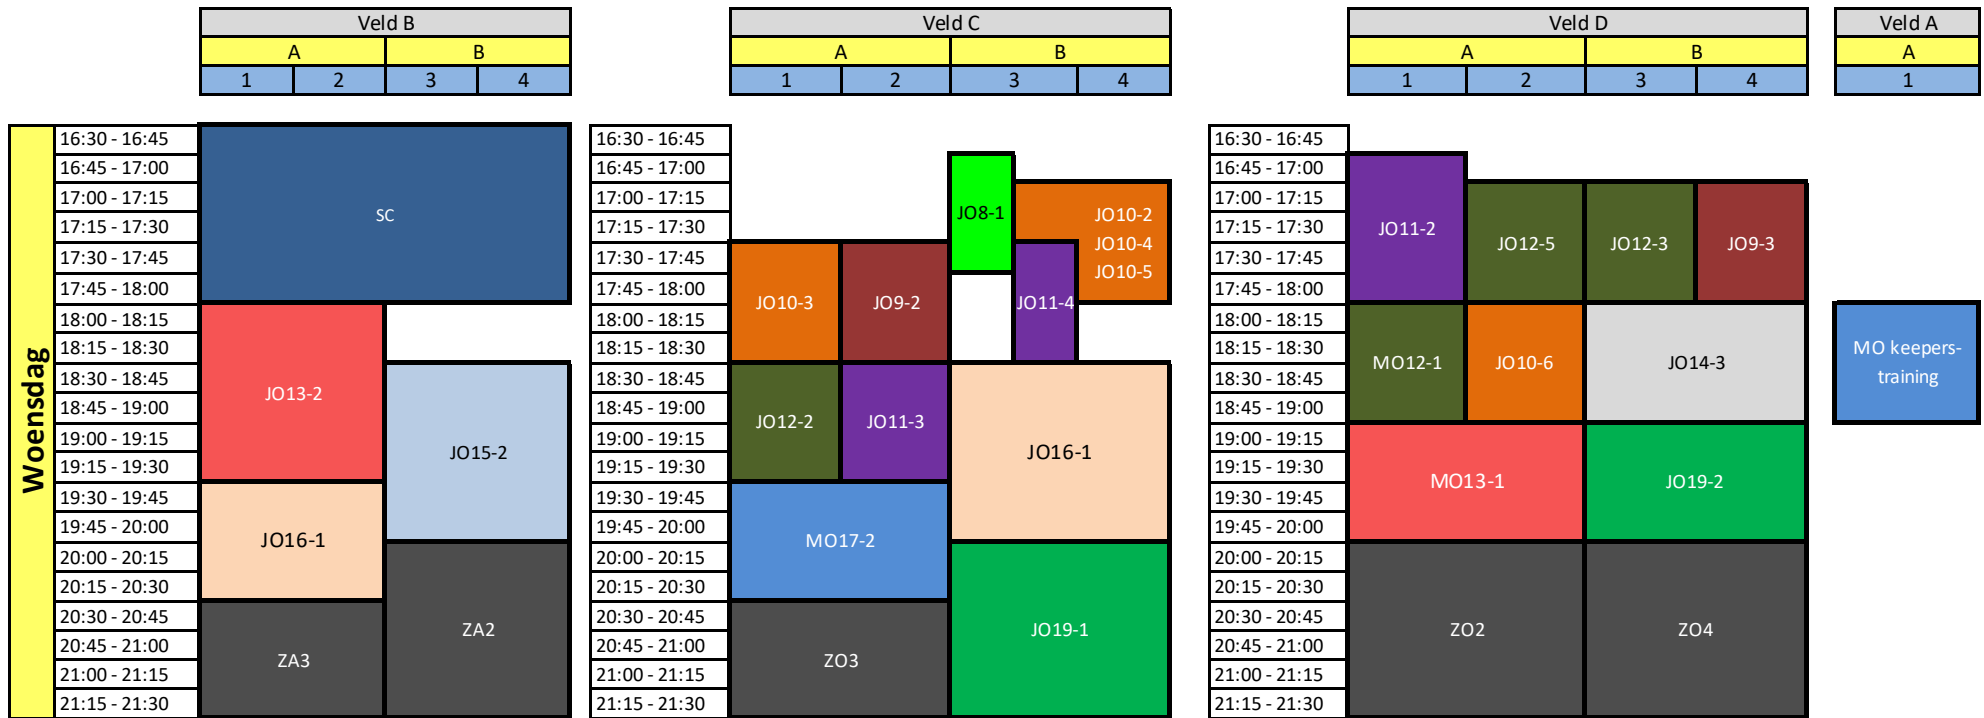 Veld B Veld C Veld D Veld A
A B A B A B A
1 2 3 4 1 2 3 4 1 2 3 4 1
Woensdag
16:30 - 16:45 16:30 - 16:45 16:30 - 16:45
16:45 - 17:00 16:45 - 17:00 16:45 - 17:00
17:00 - 17:15 17:00 - 17:15 17:00 - 17:15
17:15 - 17:30 17:15 - 17:30 17:15 - 17:30
17:30 - 17:45 17:30 - 17:45 17:30 - 17:45
17:45 - 18:00 17:45 - 18:00 17:45 - 18:00
18:00 - 18:15 18:00 - 18:15 18:00 - 18:15
18:15 - 18:30 18:15 - 18:30 18:15 - 18:30
18:30 - 18:45 18:30 - 18:45 18:30 - 18:45
18:45 - 19:00 18:45 - 19:00 18:45 - 19:00
19:00 - 19:15 19:00 - 19:15 19:00 - 19:15
19:15 - 19:30 19:15 - 19:30 19:15 - 19:30
19:30 - 19:45 19:30 - 19:45 19:30 - 19:45
19:45 - 20:00 19:45 - 20:00 19:45 - 20:00
20:00 - 20:15 20:00 - 20:15 20:00 - 20:15
20:15 - 20:30 20:15 - 20:30 20:15 - 20:30
20:30 - 20:45 20:30 - 20:45 20:30 - 20:45
20:45 - 21:00 20:45 - 21:00 20:45 - 21:00
21:00 - 21:15 21:00 - 21:15 21:00 - 21:15
21:15 - 21:30 21:15 - 21:30 21:15 - 21:30
SC
JO13-2
JO15-2
JO16-1
ZA2
ZA3
JO8-1
JO10-2
JO10-4
JO10-5
JO10-3
JO9-2
JO11-4
JO12-2
JO11-3
JO16-1
MO17-2
JO19-1
ZO3
JO11-2
JO12-5
JO12-3
JO9-3
MO12-1
JO10-6
JO14-3
MO13-1
JO19-2
ZO2
ZO4
MO keepers-
training